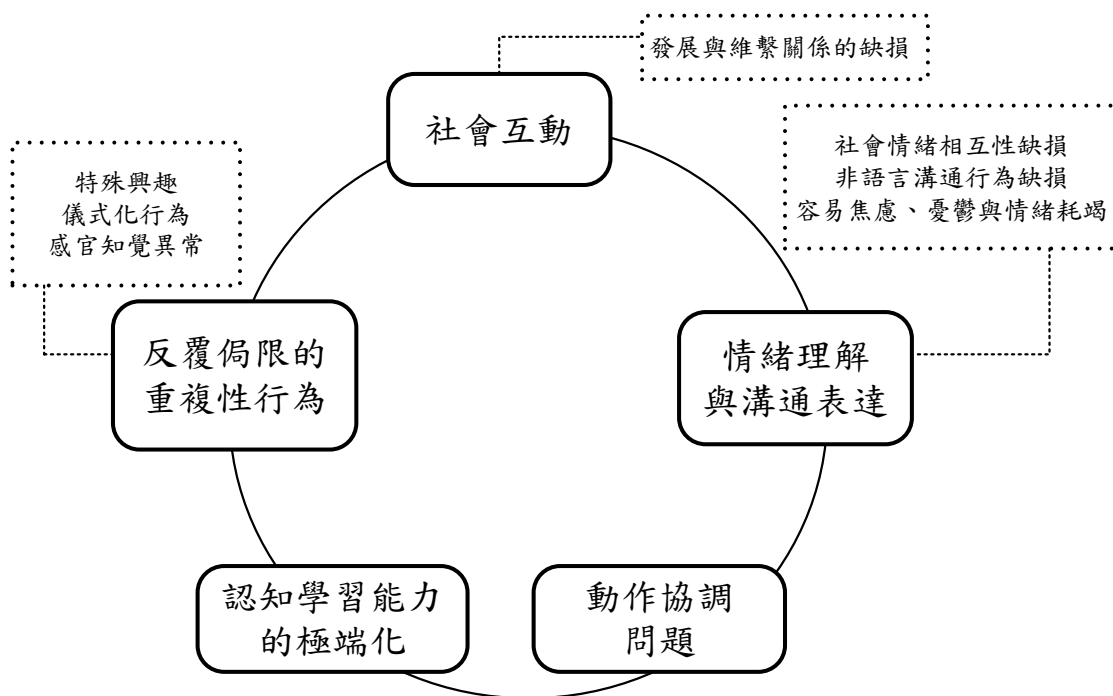 發展與維繫關係的缺損
社會互動
社會情緒相互性缺損
非語言溝通行為缺損
容易焦慮、憂鬱與情緒耗竭
特殊興趣
儀式化行為
感官知覺異常
反覆侷限的
重複性行為
情緒理解
與溝通表達
認知學習能力
的極端化
動作協調
問題